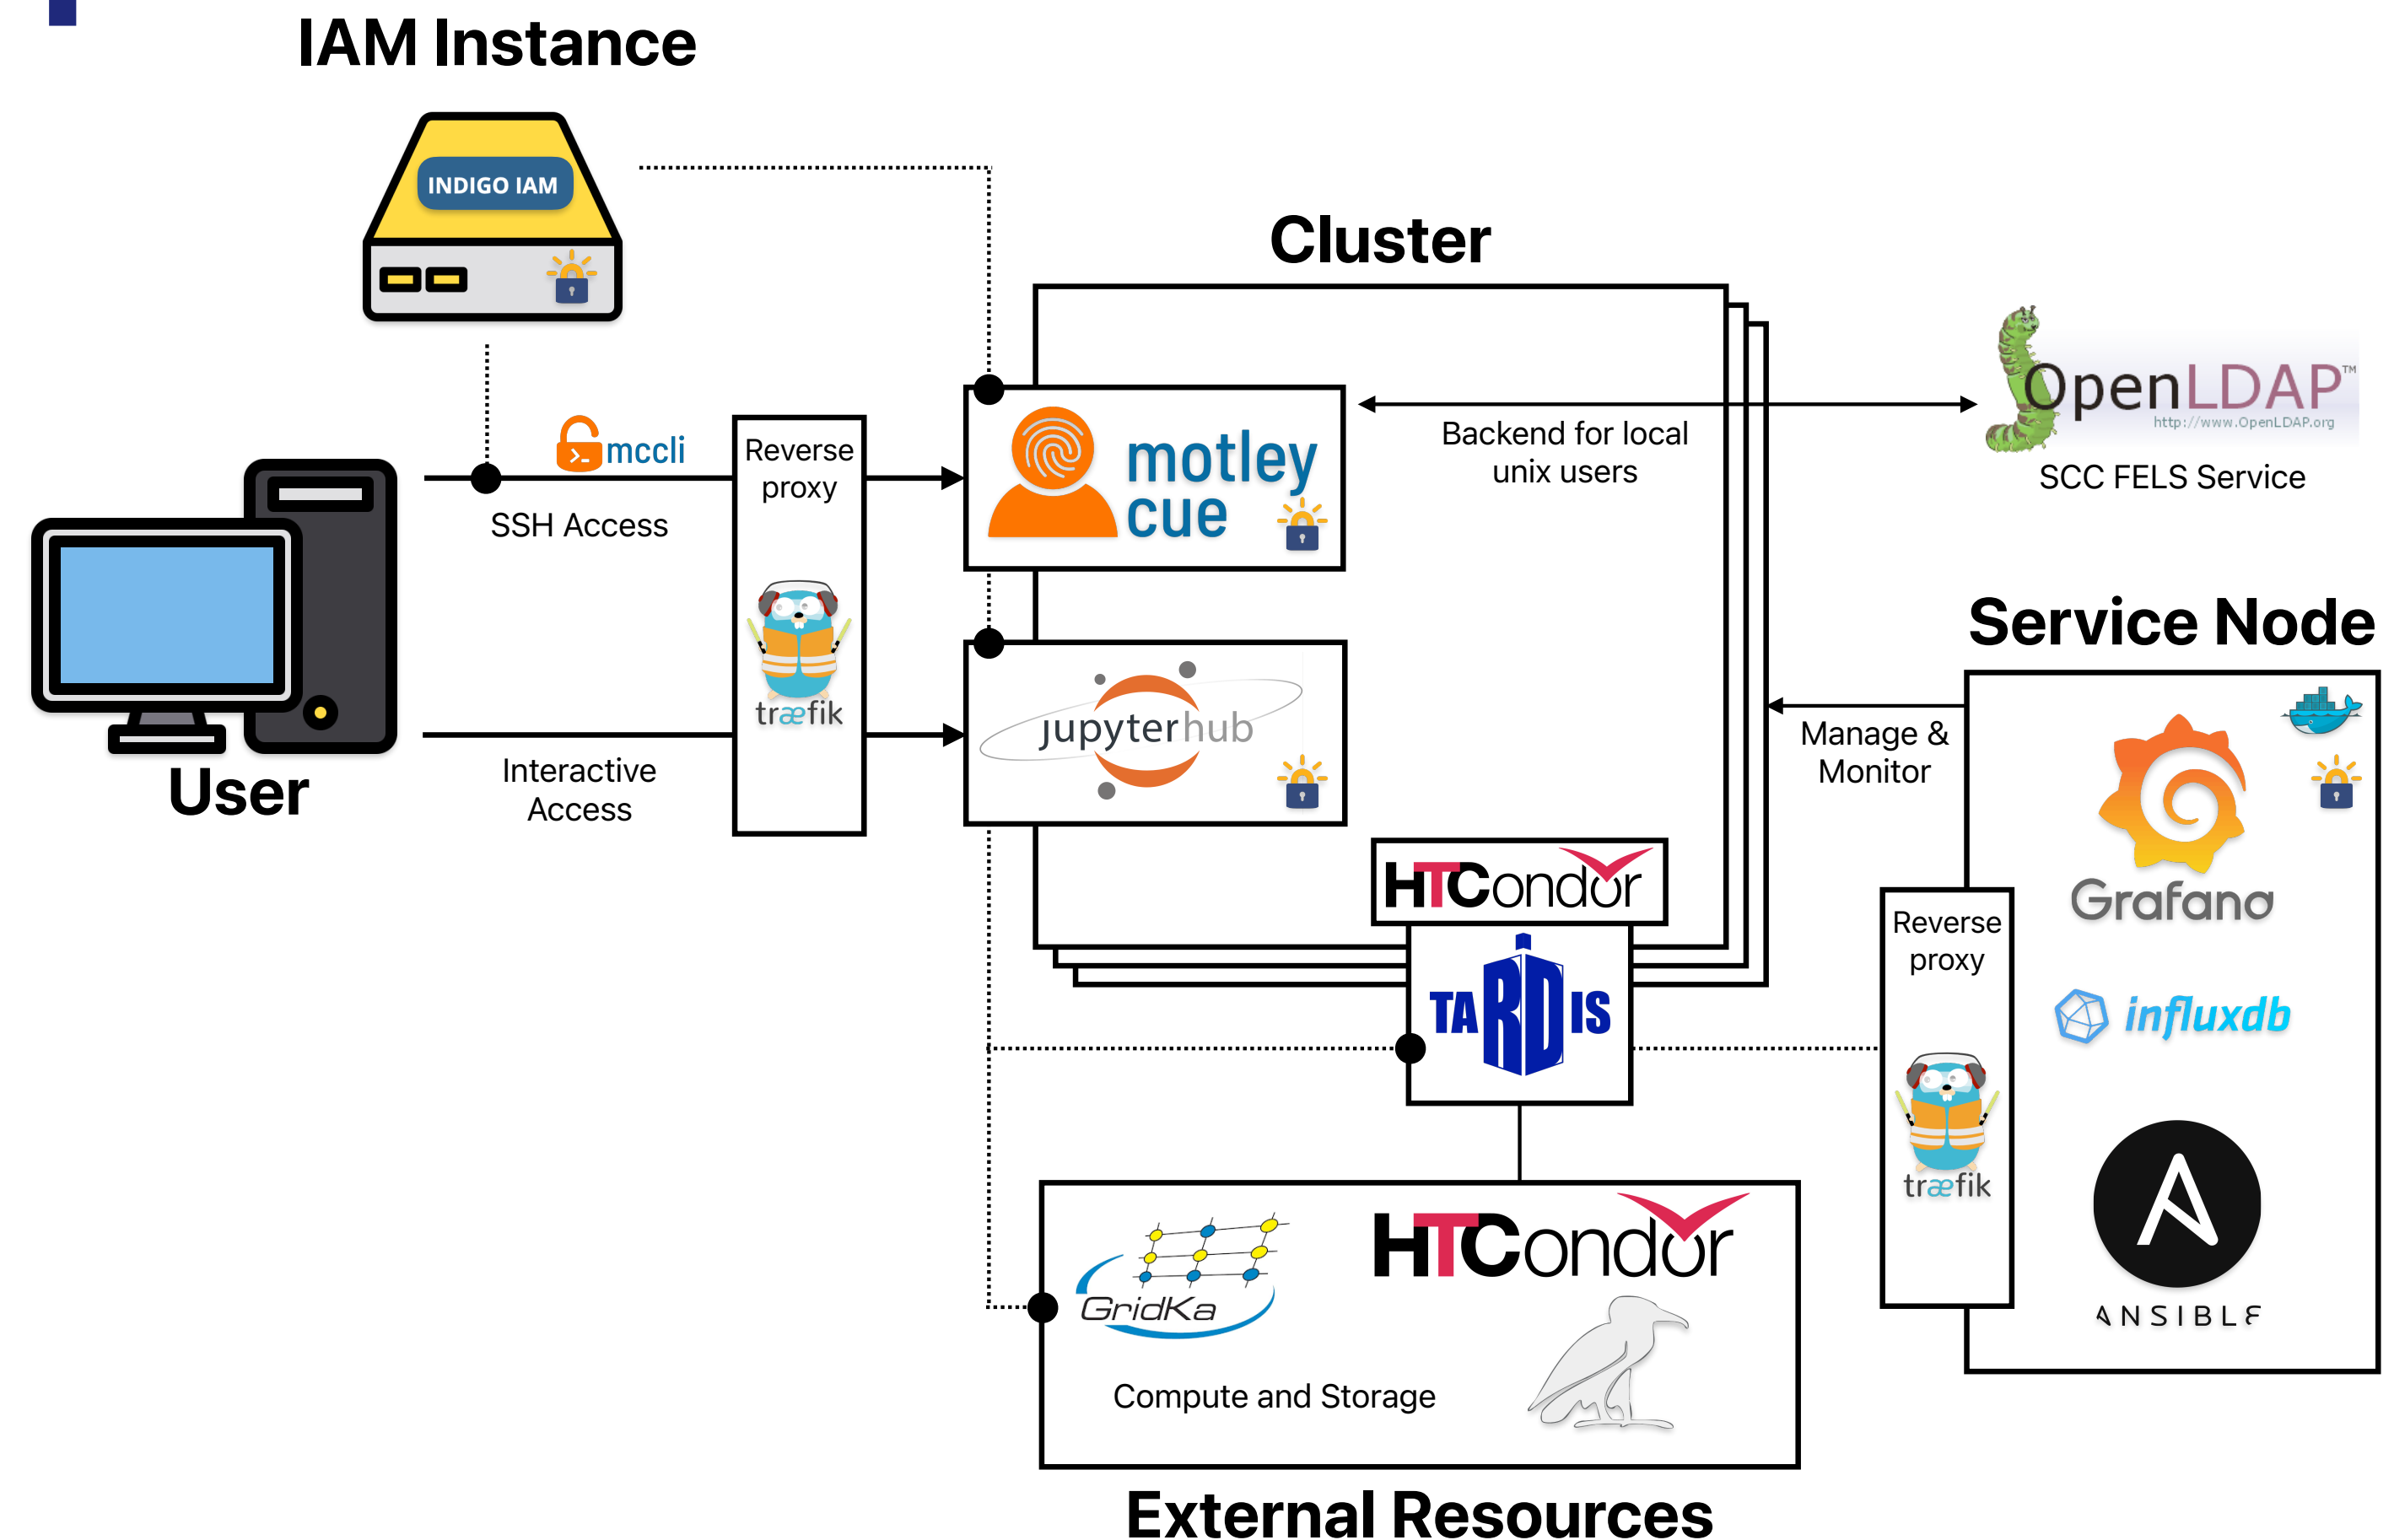 IAM Instance
INDIGO IAM
Cluster
mccli
SSH Access
Reverse
proxy
træfik
motley
cue
Backend for local
unix users
OpenLDAP™
http://www.OpenLDAP.org
SCC FELS Service
User
Interactive
Access
jupyterhub
Service Node
Manage &
Monitor
Grafana
influxdb
ANSIBLE
Reverse
proxy
træfik
HTCondor
TARDIS
GridKa
HTCondor
Compute and Storage
External Resources